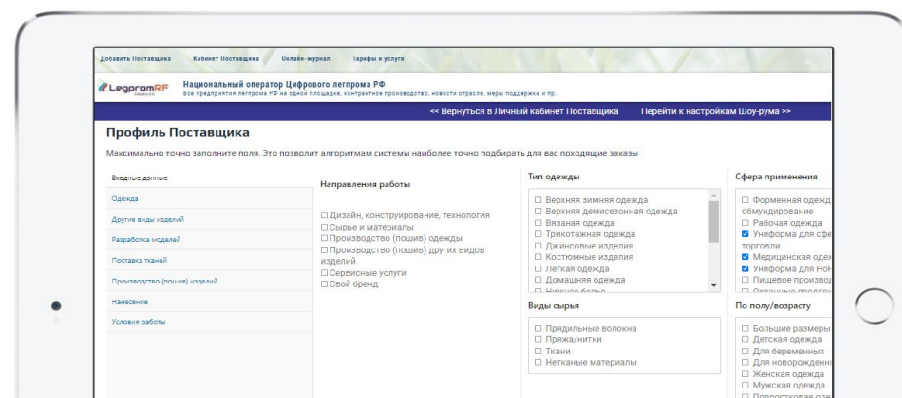 Добавить Поставщика Кабинет Поставщика Онлайн-журнал Тарифы и услуги
LegpromRF
Национальный оператор Цифрового легпрома РФ
Все предприятия легпрома РФ на одной площадке, контрактное производство, новости отрасли, меры поддержки и пр.
<< Вернуться в Личный кабинет Поставщика Перейти к настройкам Шоу-рума >>
Профиль Поставщика
Максимально точно заполните поля. Это позволит алгоритмам системы наиболее точно подбирать для вас походящие заказы
Входные данные
Одежда
Другие виды изделий
Разработка моделей
Поставка тканей
Производство (пошив) изделий
Нанесение
Условия работы
Направления работы
Дизайн, конструирование, технология
Сырье и материалы
Производство (пошив) одежды
Производство (пошив) других видов
изделий
Сервисные услуги
Свой бренд
Тип одежды
Верхняя зимняя одежда
Верхняя демисезонная одежда
Вязаная одежда
Трикотажная одежда
Джинсовые изделия
Костюмные изделия
Легкая одежда
Домашняя одежда
Нижнее белье
Виды сырья
Прядильные волокна
Пряжа/нитки
Ткани
Нетканые материалы
Сфера применения
Форменная одежд
обмундирование
Рабочая одежда
Униформа для сфе
торговли
Медицинская одеж
Униформа для HoR
Пищевое производ
По полу/возрасту
Большие размеры
Детская одежда
Для беременных
Для новорожденн
Женская одежда
Мужская одежда
Подростковая оде